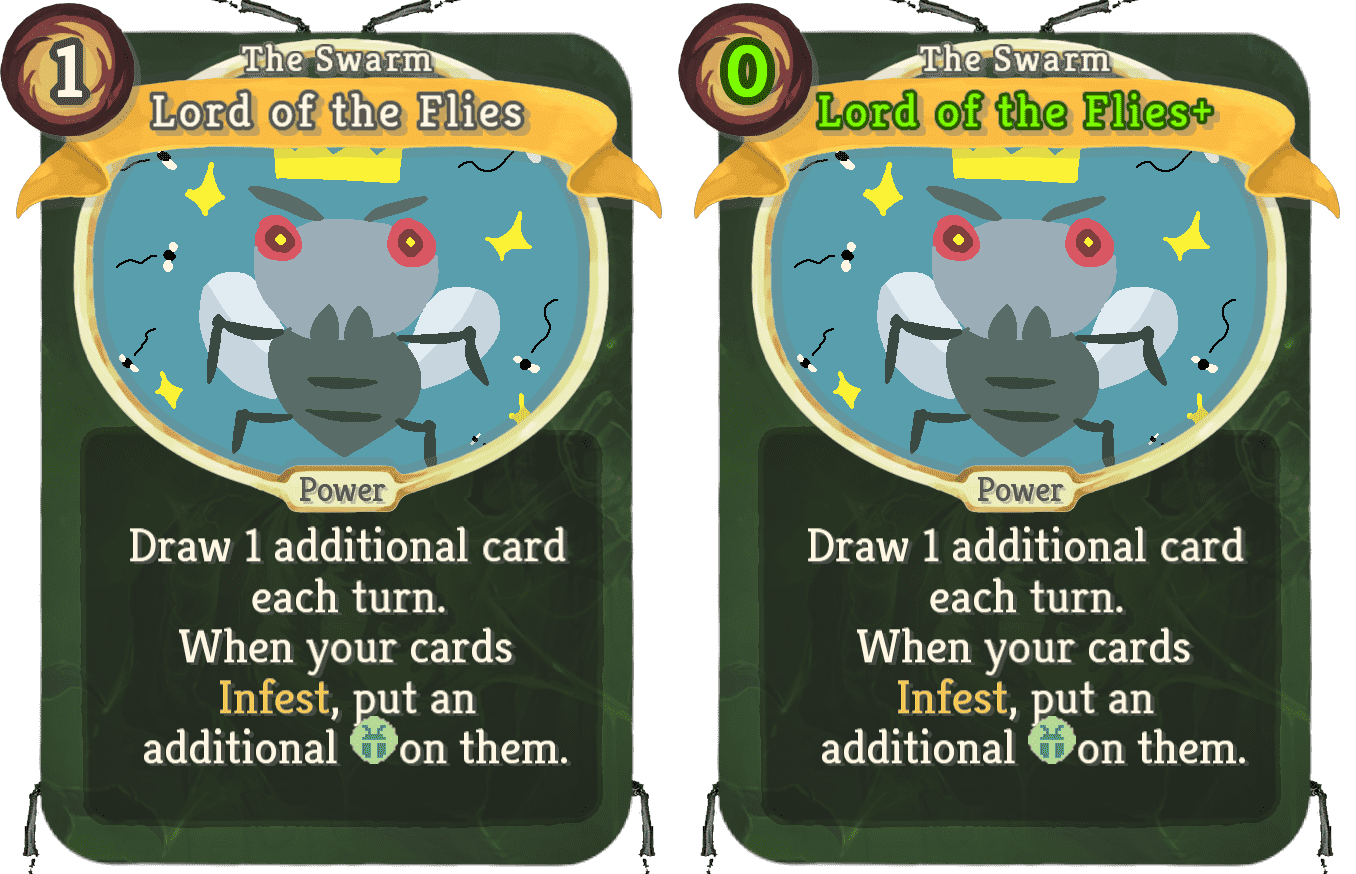 1
The Swarm
Lord of the Flies
Power
Draw 1 additional card
each turn.
When your cards
Infest, put an
additional on them.
0
The Swarm
Lord of the Flies+
Power
Draw 1 additional card
each turn.
When your cards
Infest, put an
additional on them.